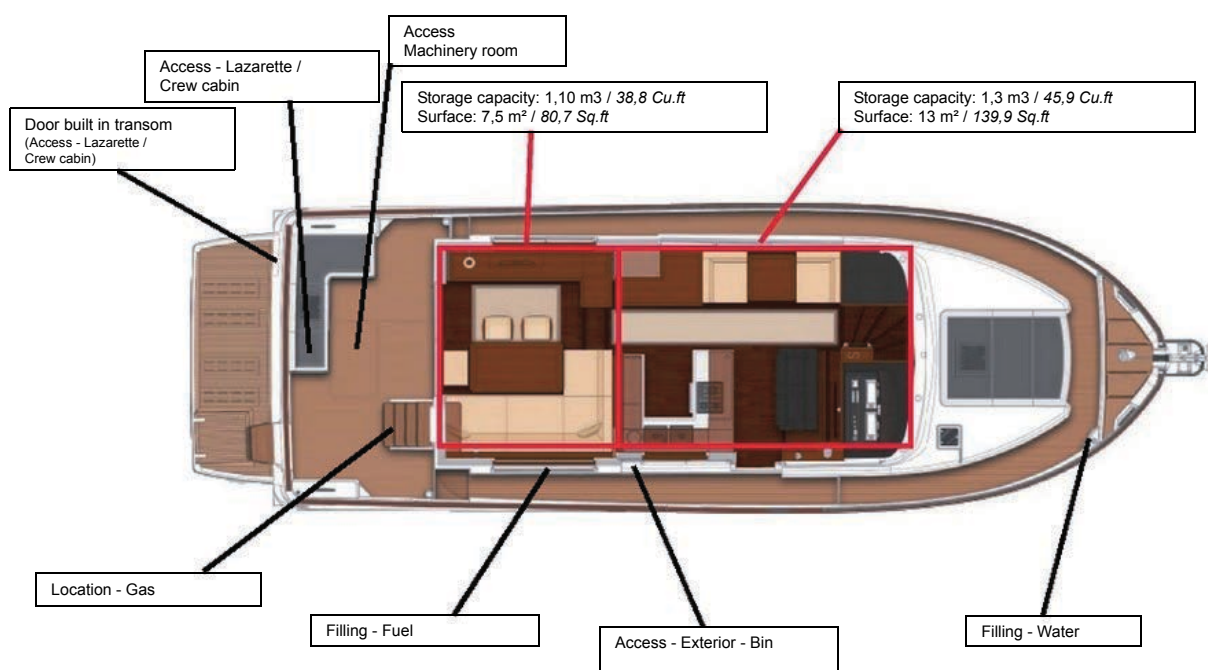 Access
Machinery room
Access - Lazarette /
Crew cabin
Storage capacity: 1,10 m3 / 38,8 Cu.ft
Surface: 7,5 m² / 80,7 Sq.ft
Storage capacity: 1,3 m3 / 45,9 Cu.ft
Surface: 13 m² / 139,9 Sq.ft
Door built in transom
(Access - Lazarette /
Crew cabin)
Location - Gas
Filling - Fuel
Access - Exterior - Bin
Filling - Water